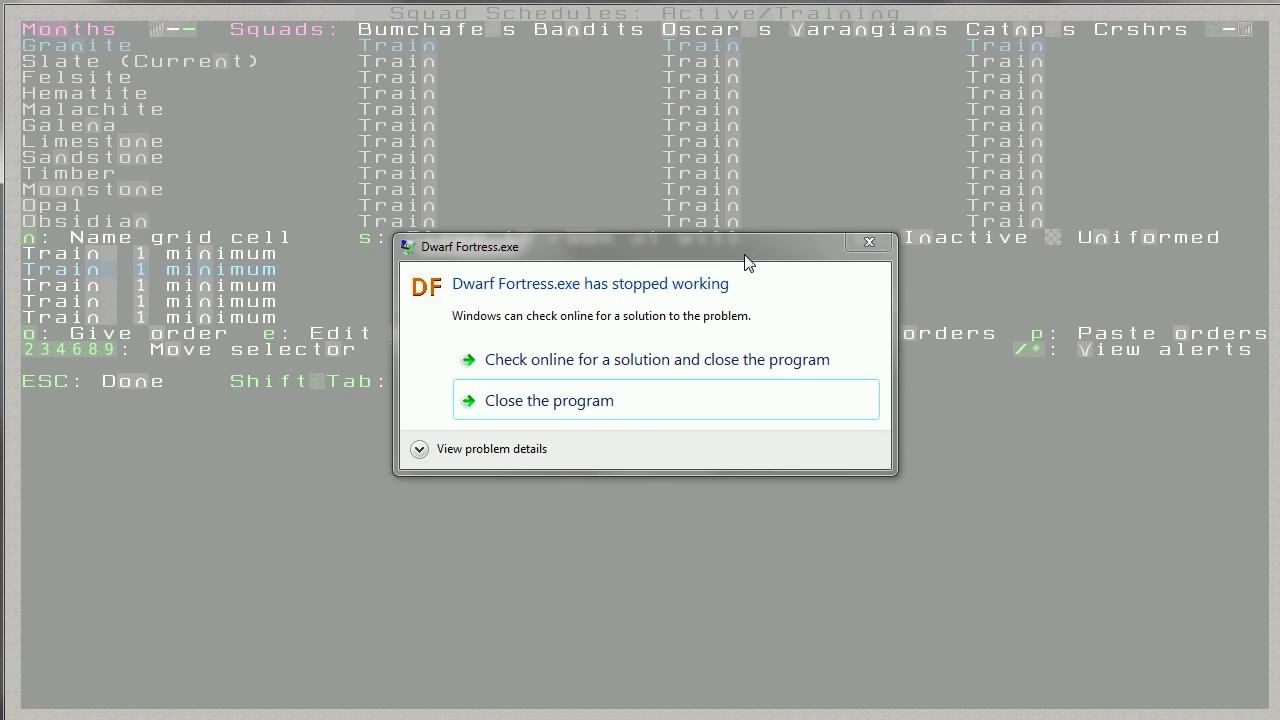 Squad Schedules: Active/Training
Months Squads: Bumchafe s Bandits Oscar s Varangians Catnp s Crshrs
Granite Train Train Train
Slate (Current) Train Train Train
Felsite Train Train Train
Hematite Train Train Train
Malachite Train Train Train
Galena Train Train Train
Limestone Train Train Train
Sandstone Train Train Train
Timber Train Train Train
Moonstone Train Train Train
Opal Train Train Train
Obsidian Train Train Train
n: Name grid cell s: Inactive Uniformed
Train 1 minimum
Train 1 minimum
Train 1 minimum
Train 1 minimum
Train 1 minimum
o: Give order e: Edit orders p: Paste orders
234689: Move selector /*: View alerts
ESC: Done Shift Tab:
Dwarf Fortress.exe
DF
Dwarf Fortress.exe has stopped working
Windows can check online for a solution to the problem.
Check online for a solution and close the program
Close the program
View problem details